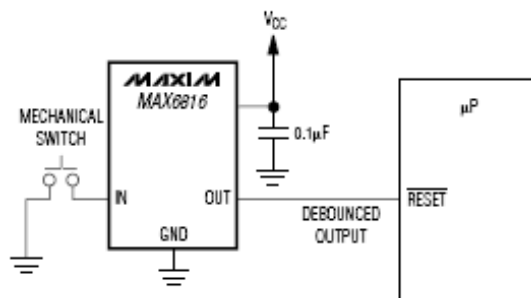 VCC
MAXIM
MAX6816
MECHANICAL
SWITCH
0.1µF
µP
IN
OUT
RESET
GND
DEBOUNCED
OUTPUT